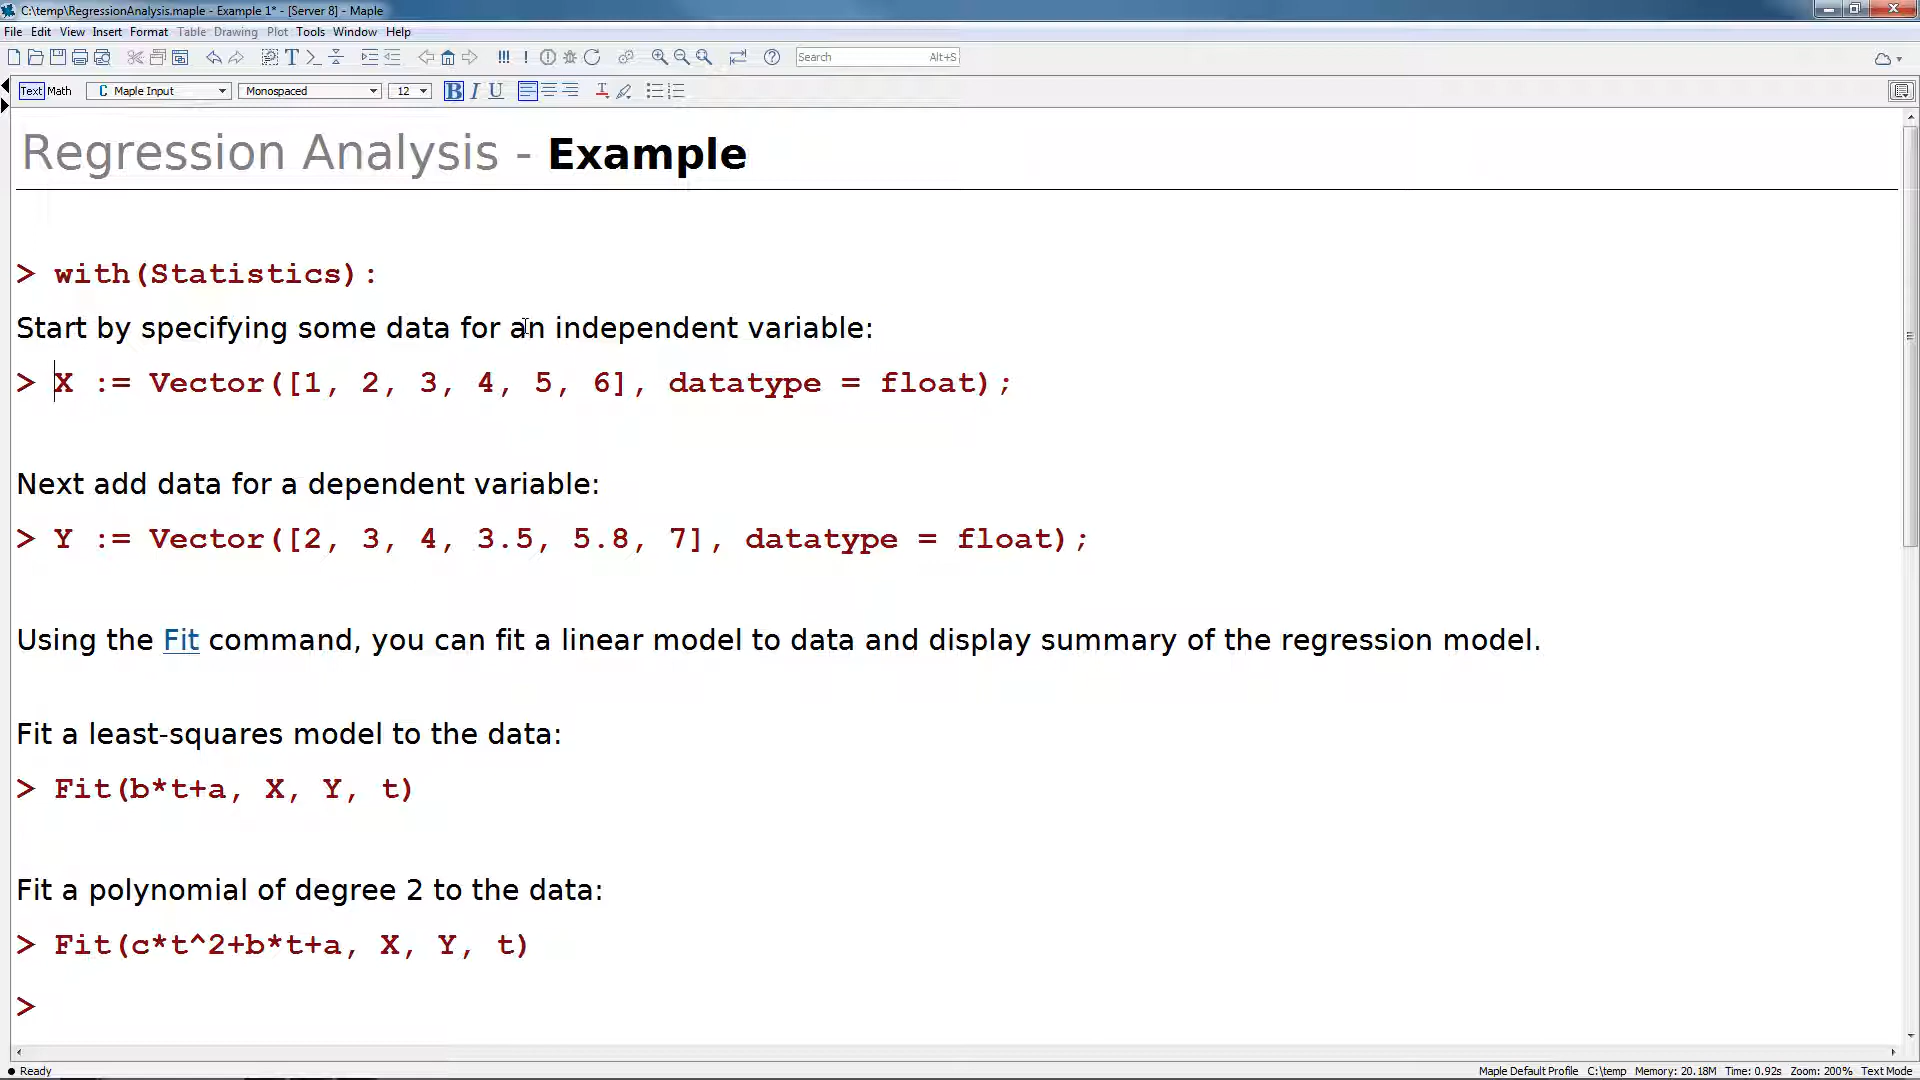 C:\temp\RegressionAnalysis.maple - Example 1* - [Server 8] - Maple
File Edit View Insert Format Table Drawing Plot Tools Window Help
Search Alt+S
Text Math C Maple Input Monospaced 12 B I U
Regression Analysis - Example
> with(Statistics):
Start by specifying some data for an independent variable:
> X := Vector([1, 2, 3, 4, 5, 6], datatype = float);
Next add data for a dependent variable:
> Y := Vector([2, 3, 4, 3.5, 5.8, 7], datatype = float);
Using the Fit command, you can fit a linear model to data and display summary of the regression model.
Fit a least-squares model to the data:
> Fit(b*t+a, X, Y, t)
Fit a polynomial of degree 2 to the data:
> Fit(c*t^2+b*t+a, X, Y, t)
>
Ready Maple Default Profile C:\temp Memory: 20.18M Time: 0.92s Zoom: 200% Text Mode